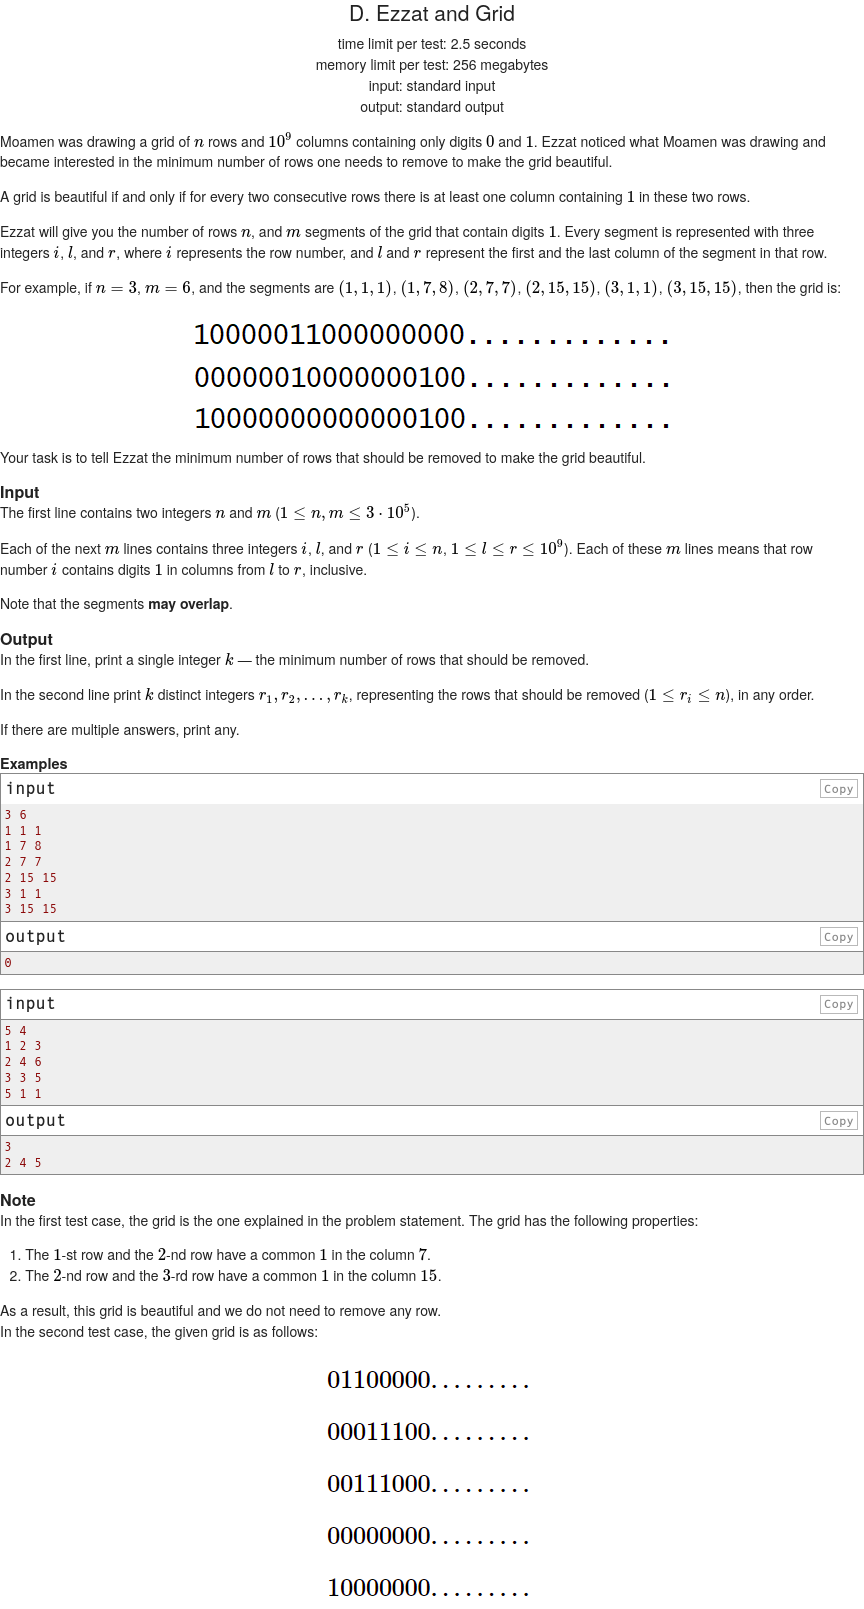 D. Ezzat and Grid
time limit per test: 2.5 seconds
memory limit per test: 256 megabytes
input: standard input
output: standard output
Moamen was drawing a grid of n rows and 10^9 columns containing only digits 0 and 1. Ezzat noticed what Moamen was drawing and
became interested in the minimum number of rows one needs to remove to make the grid beautiful.
A grid is beautiful if and only if for every two consecutive rows there is at least one column containing 1 in these two rows.
Ezzat will give you the number of rows n, and m segments of the grid that contain digits 1. Every segment is represented with three
integers i, l, and r, where i represents the row number, and l and r represent the first and the last column of the segment in that row.
For example, if n = 3, m = 6, and the segments are (1, 1, 1), (1, 7, 8), (2, 7, 7), (2, 15, 15), (3, 1, 1), (3, 15, 15), then the grid is:
10000011000000000.............
00000010000000100.............
10000000000000100.............
Your task is to tell Ezzat the minimum number of rows that should be removed to make the grid beautiful.
Input
The first line contains two integers n and m (1 ≤ n, m ≤ 3 · 10^5).
Each of the next m lines contains three integers i, l, and r (1 ≤ i ≤ n, 1 ≤ l ≤ r ≤ 10^9). Each of these m lines means that row
number i contains digits 1 in columns from l to r, inclusive.
Note that the segments may overlap.
Output
In the first line, print a single integer k — the minimum number of rows that should be removed.
In the second line print k distinct integers r_1, r_2, ..., r_k, representing the rows that should be removed (1 ≤ r_i ≤ n), in any order.
If there are multiple answers, print any.
Examples
input Copy
3 6
1 1 1
1 7 8
2 7 7
2 15 15
3 1 1
3 15 15
output Copy
0
input Copy
5 4
1 2 3
2 4 6
3 3 5
5 1 1
output Copy
3
2 4 5
Note
In the first test case, the grid is the one explained in the problem statement. The grid has the following properties:
1. The 1-st row and the 2-nd row have a common 1 in the column 7.
2. The 2-nd row and the 3-rd row have a common 1 in the column 15.
As a result, this grid is beautiful and we do not need to remove any row.
In the second test case, the given grid is as follows:
01100000.........
00011100.........
00111000.........
00000000.........
10000000.........